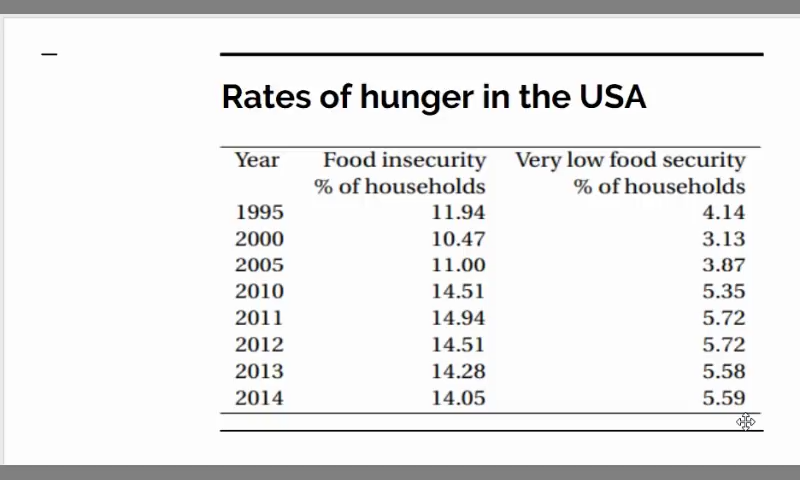 Rates of hunger in the USA
Year Food insecurity Very low food security
% of households % of households
1995 11.94 4.14
2000 10.47 3.13
2005 11.00 3.87
2010 14.51 5.35
2011 14.94 5.72
2012 14.51 5.72
2013 14.28 5.58
2014 14.05 5.59